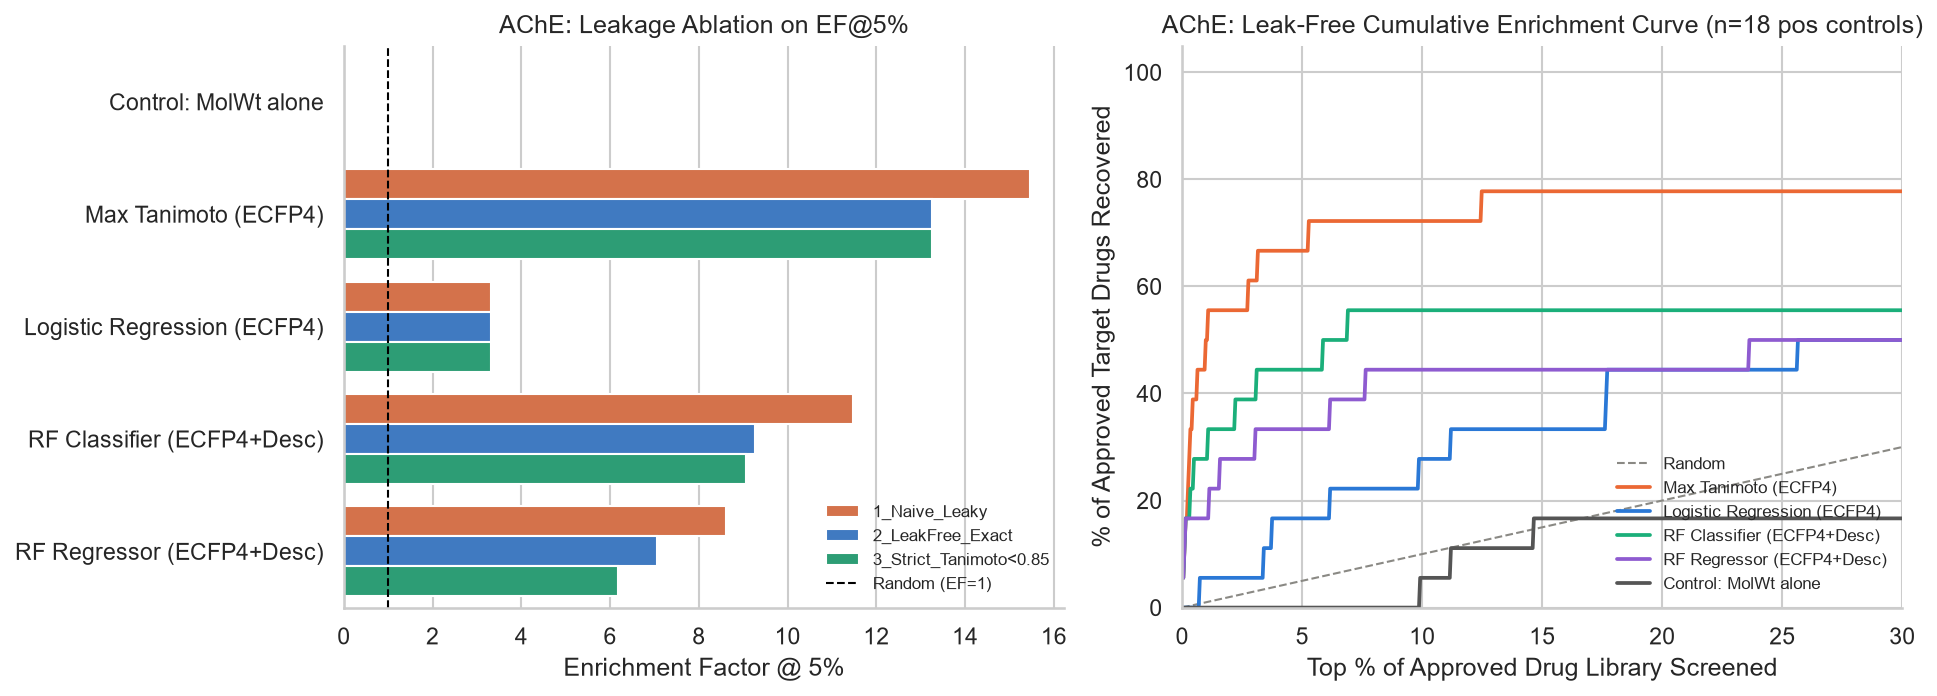 AChE: Leakage Ablation on EF@5%
Control: MolWt alone
Max Tanimoto (ECFP4)
Logistic Regression (ECFP4)
RF Classifier (ECFP4+Desc)
RF Regressor (ECFP4+Desc)
1_Naive_Leaky
2_LeakFree_Exact
3_Strict_Tanimoto<0.85
Random (EF=1)
0 2 4 6 8 10 12 14 16
Enrichment Factor @ 5%
AChE: Leak-Free Cumulative Enrichment Curve (n=18 pos controls)
% of Approved Target Drugs Recovered
100
80
60
40
20
0
Random
Max Tanimoto (ECFP4)
Logistic Regression (ECFP4)
RF Classifier (ECFP4+Desc)
RF Regressor (ECFP4+Desc)
Control: MolWt alone
0 5 10 15 20 25 30
Top % of Approved Drug Library Screened